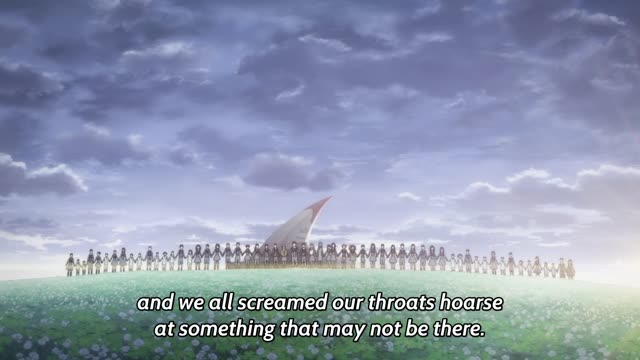 and we all screamed our throats hoarse
at something that may not be there.